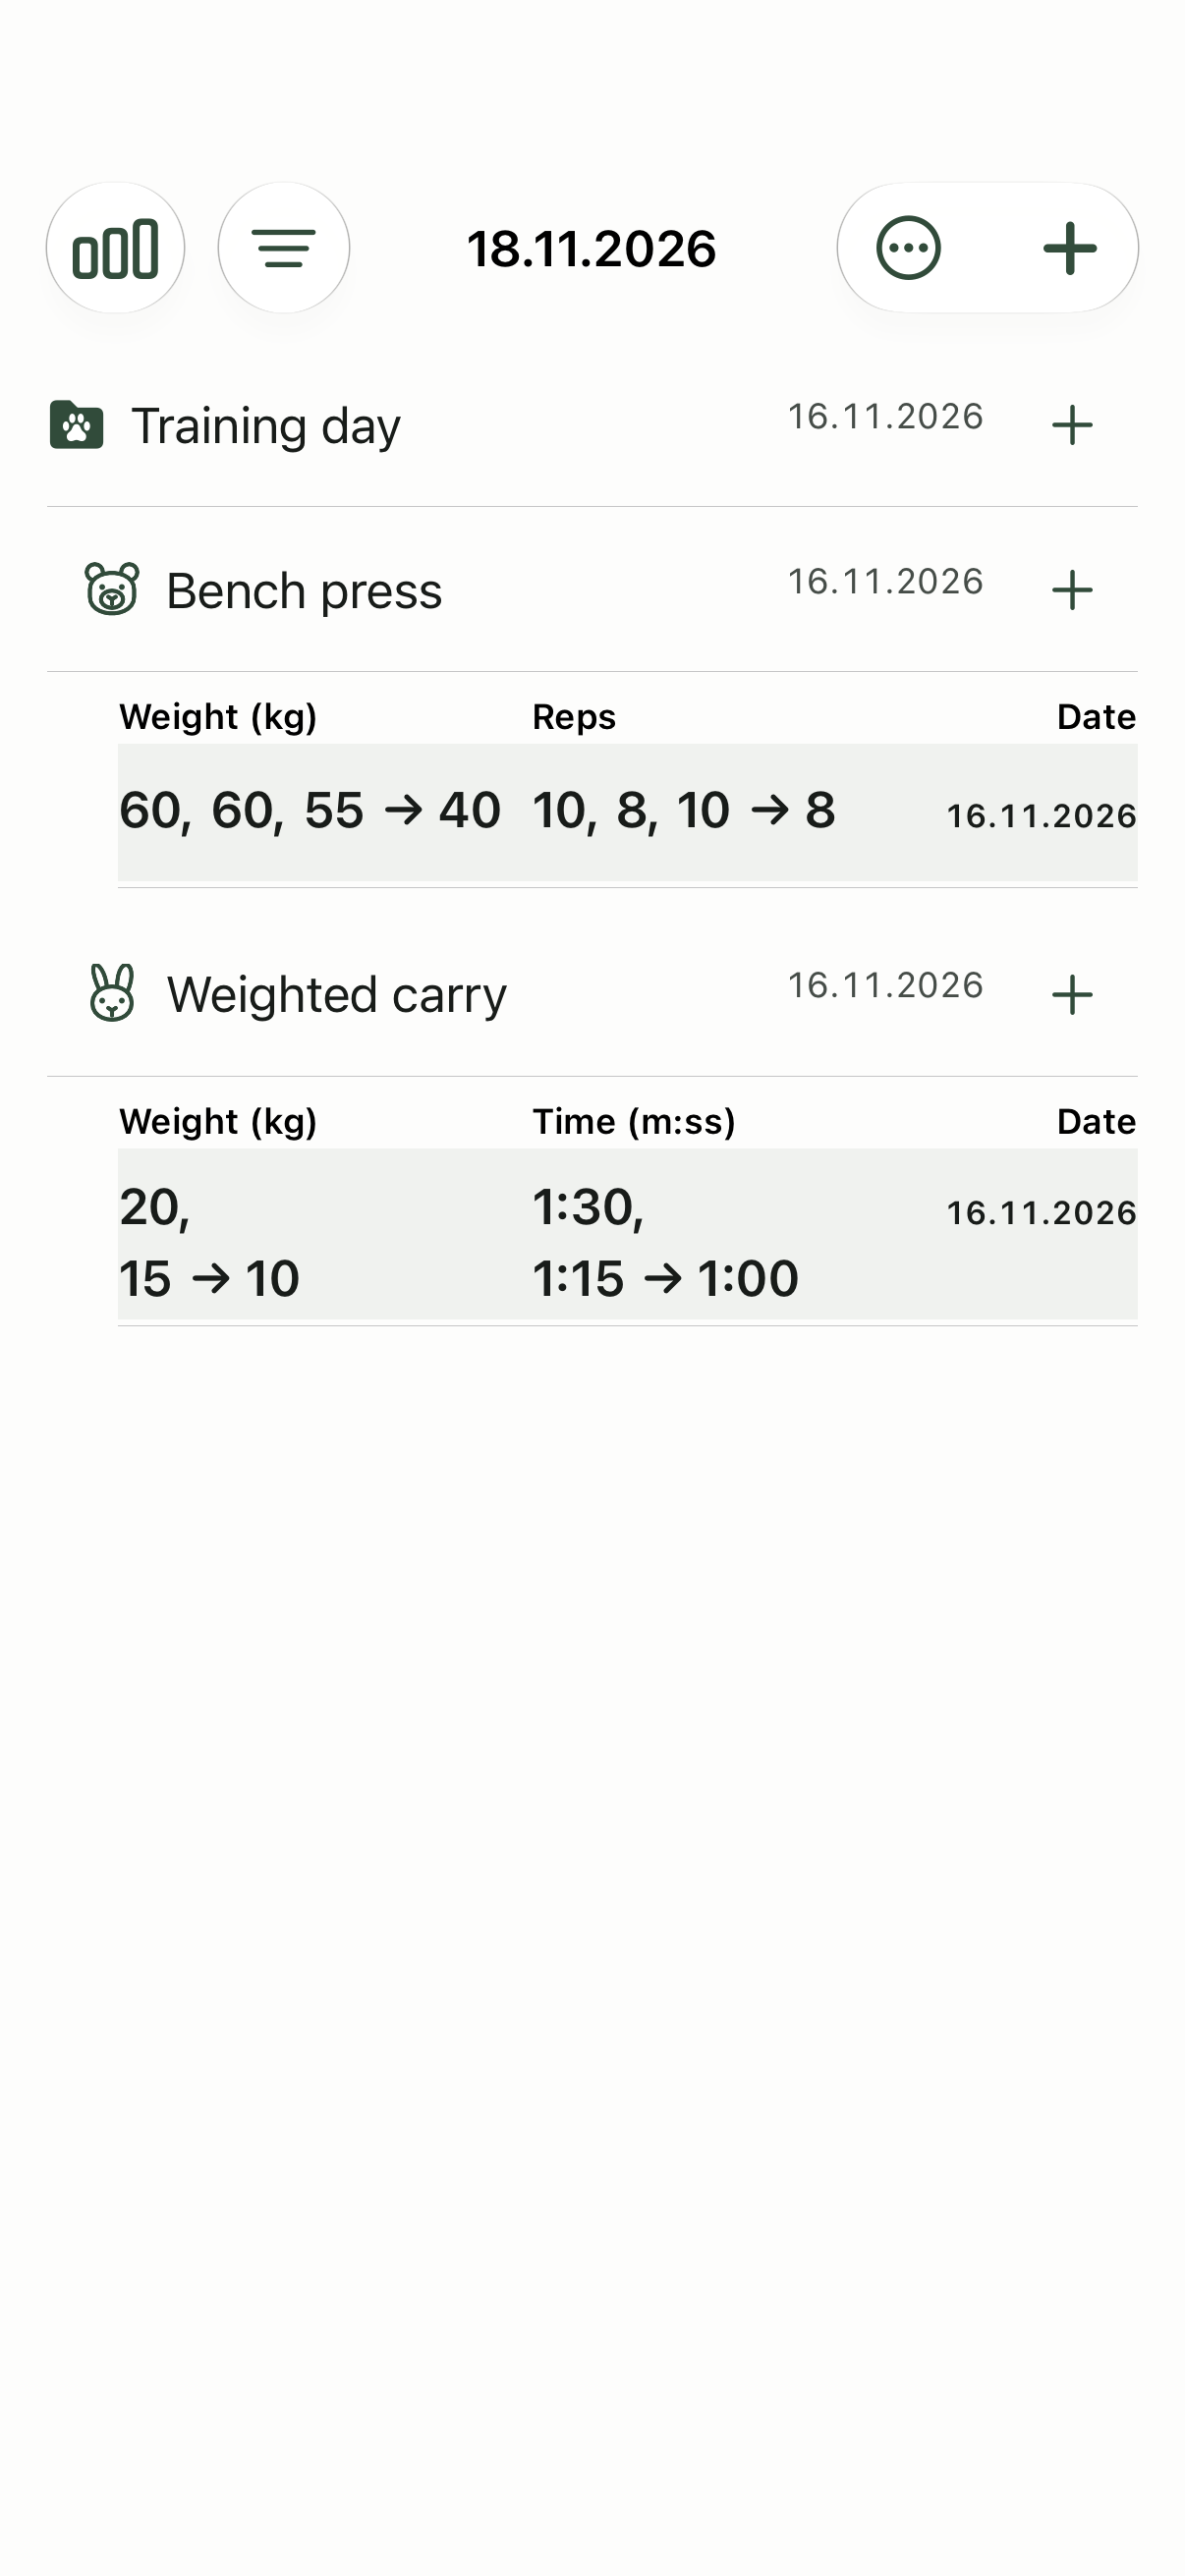 18.11.2026
Training day 16.11.2026
Bench press 16.11.2026
Weight (kg) Reps Date
60, 60, 55 → 40 10, 8, 10 → 8 16.11.2026
Weighted carry 16.11.2026
Weight (kg) Time (m:ss) Date
20, 1:30, 16.11.2026
15 → 10 1:15 → 1:00